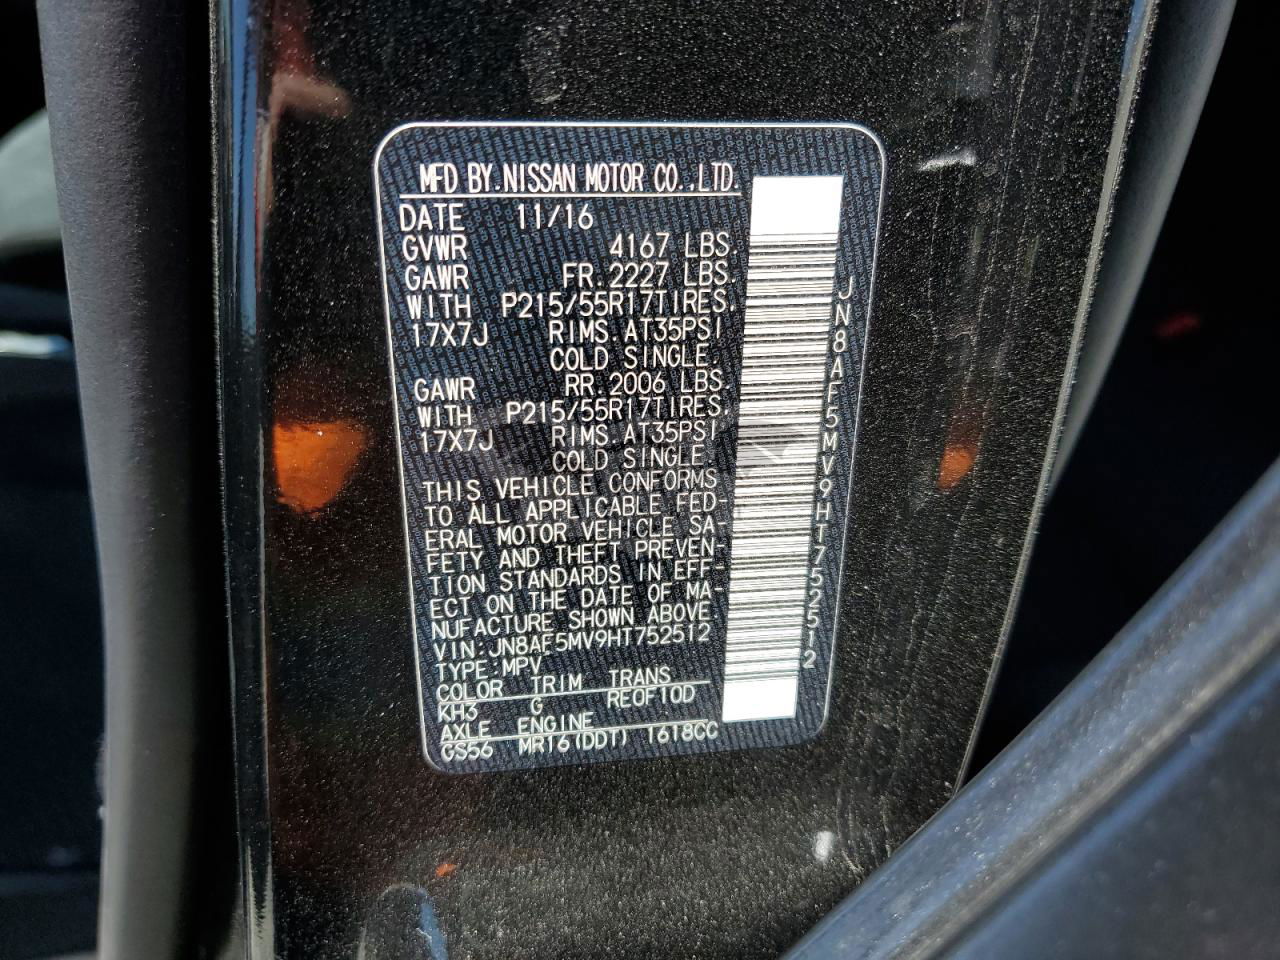 MFD BY.NISSAN MOTOR CO.,LTD.
DATE 11/16
GVWR 4167 LBS.
GAWR FR.2227 LBS.
WITH P215/55R17TIRES.
17X7J RIMS.AT35PSI
COLD SINGLE.
GAWR RR.2006 LBS.
WITH P215/55R17TIRES.
17X7J RIMS.AT35PSI
COLD SINGLE.
THIS VEHICLE CONFORMS
TO ALL APPLICABLE FED-
ERAL MOTOR VEHICLE SA-
FETY AND THEFT PREVEN-
TION STANDARDS IN EFF-
ECT ON THE DATE OF MA-
NUFACTURE SHOWN ABOVE
VIN:JN8AF5MV9HT752512
TYPE:MPV
COLOR TRIM TRANS
KH3 G RE0F10D
AXLE ENGINE
GS56 MR16(DDT) 1618CC
JN8AF5MV9HT752512